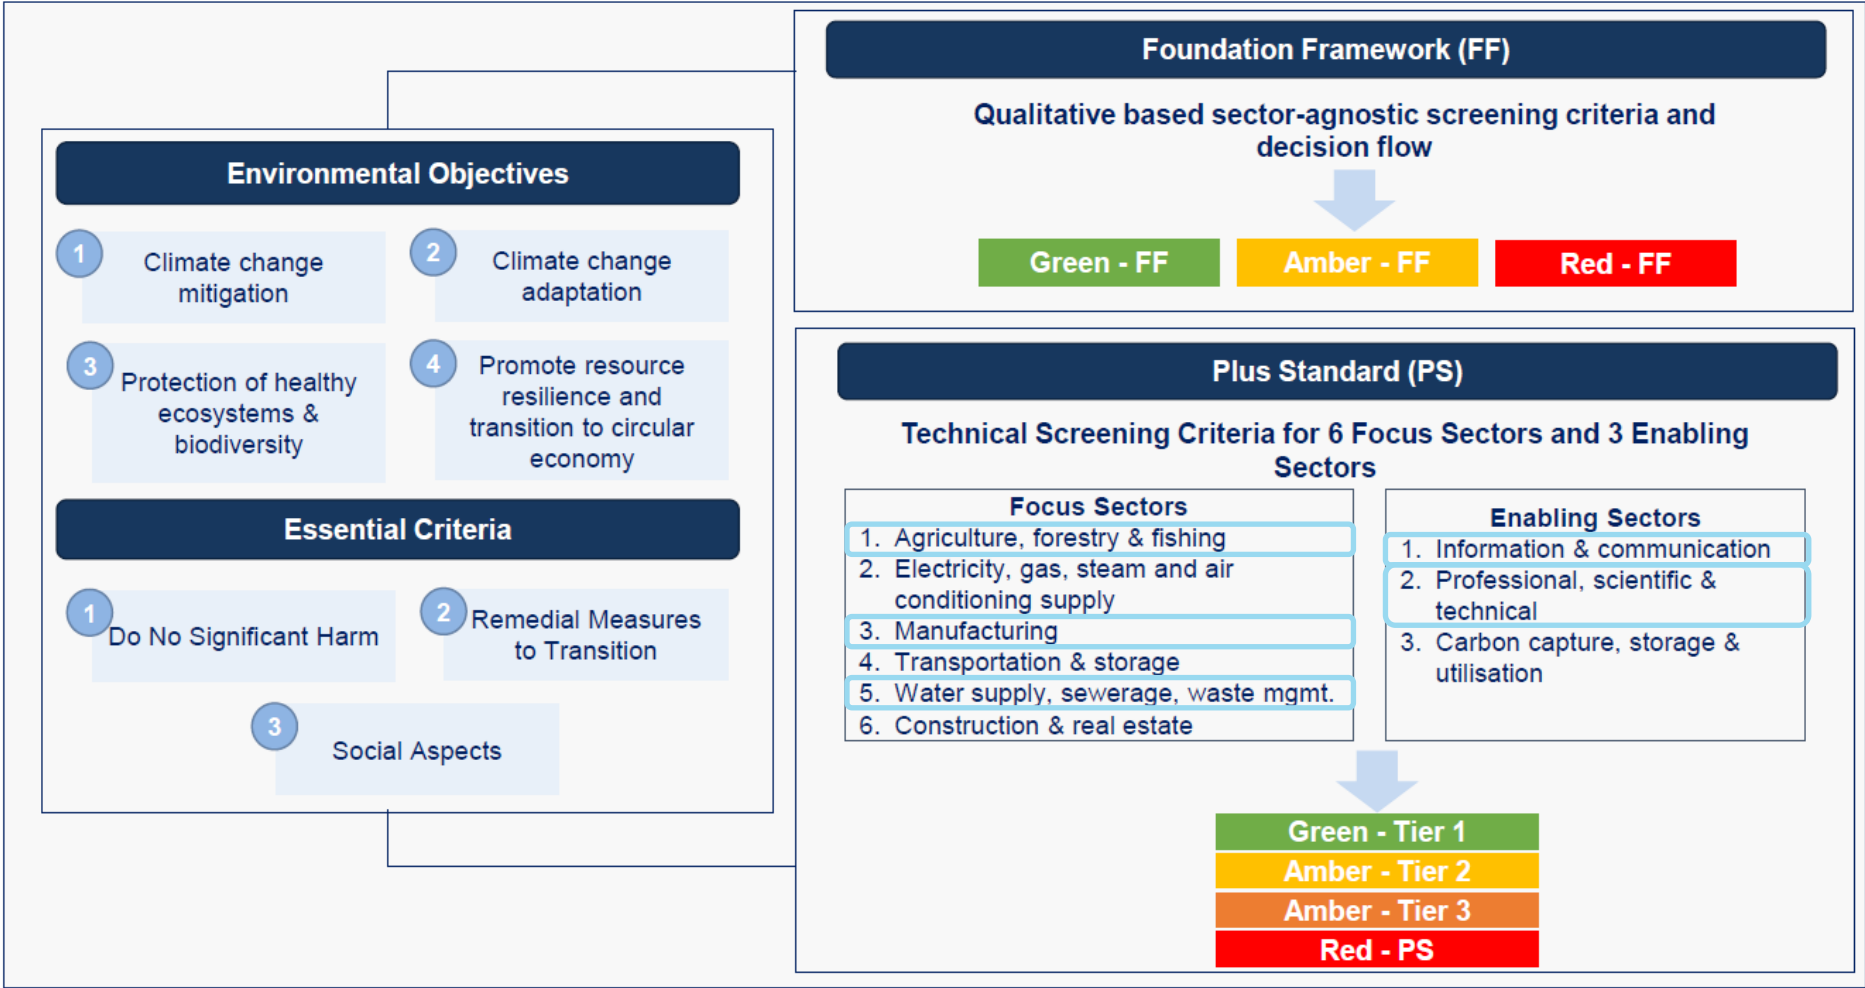 Environmental Objectives
1
Climate change
mitigation
2
Climate change
adaptation
3
Protection of healthy
ecosystems &
biodiversity
4
Promote resource
resilience and
transition to circular
economy
Essential Criteria
1
Do No Significant Harm
2
Remedial Measures
to Transition
3
Social Aspects
Foundation Framework (FF)
Qualitative based sector-agnostic screening criteria and
decision flow
Green - FF
Amber - FF
Red - FF
Plus Standard (PS)
Technical Screening Criteria for 6 Focus Sectors and 3 Enabling
Sectors
Focus Sectors
1. Agriculture, forestry & fishing
2. Electricity, gas, steam and air
conditioning supply
3. Manufacturing
4. Transportation & storage
5. Water supply, sewerage, waste mgmt.
6. Construction & real estate
Enabling Sectors
1. Information & communication
2. Professional, scientific &
technical
3. Carbon capture, storage &
utilisation
Green - Tier 1
Amber - Tier 2
Amber - Tier 3
Red - PS